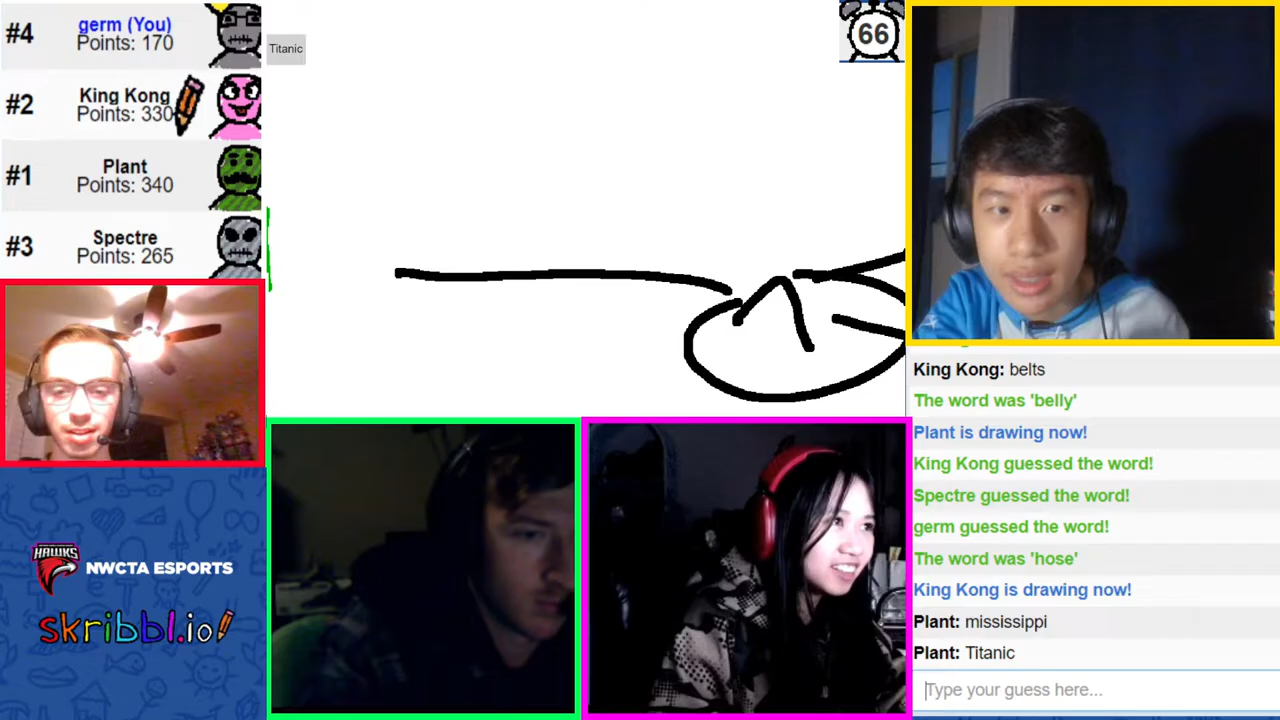 #4
germ (You)
Points: 170
#2
King Kong
Points: 330
#1
Plant
Points: 340
#3
Spectre
Points: 265
Titanic
66
King Kong: belts
The word was 'belly'
Plant is drawing now!
King Kong guessed the word!
Spectre guessed the word!
germ guessed the word!
The word was 'hose'
King Kong is drawing now!
Plant: mississippi
Plant: Titanic
Type your guess here...
HAWKS
NWCTA ESPORTS
skribbl.io